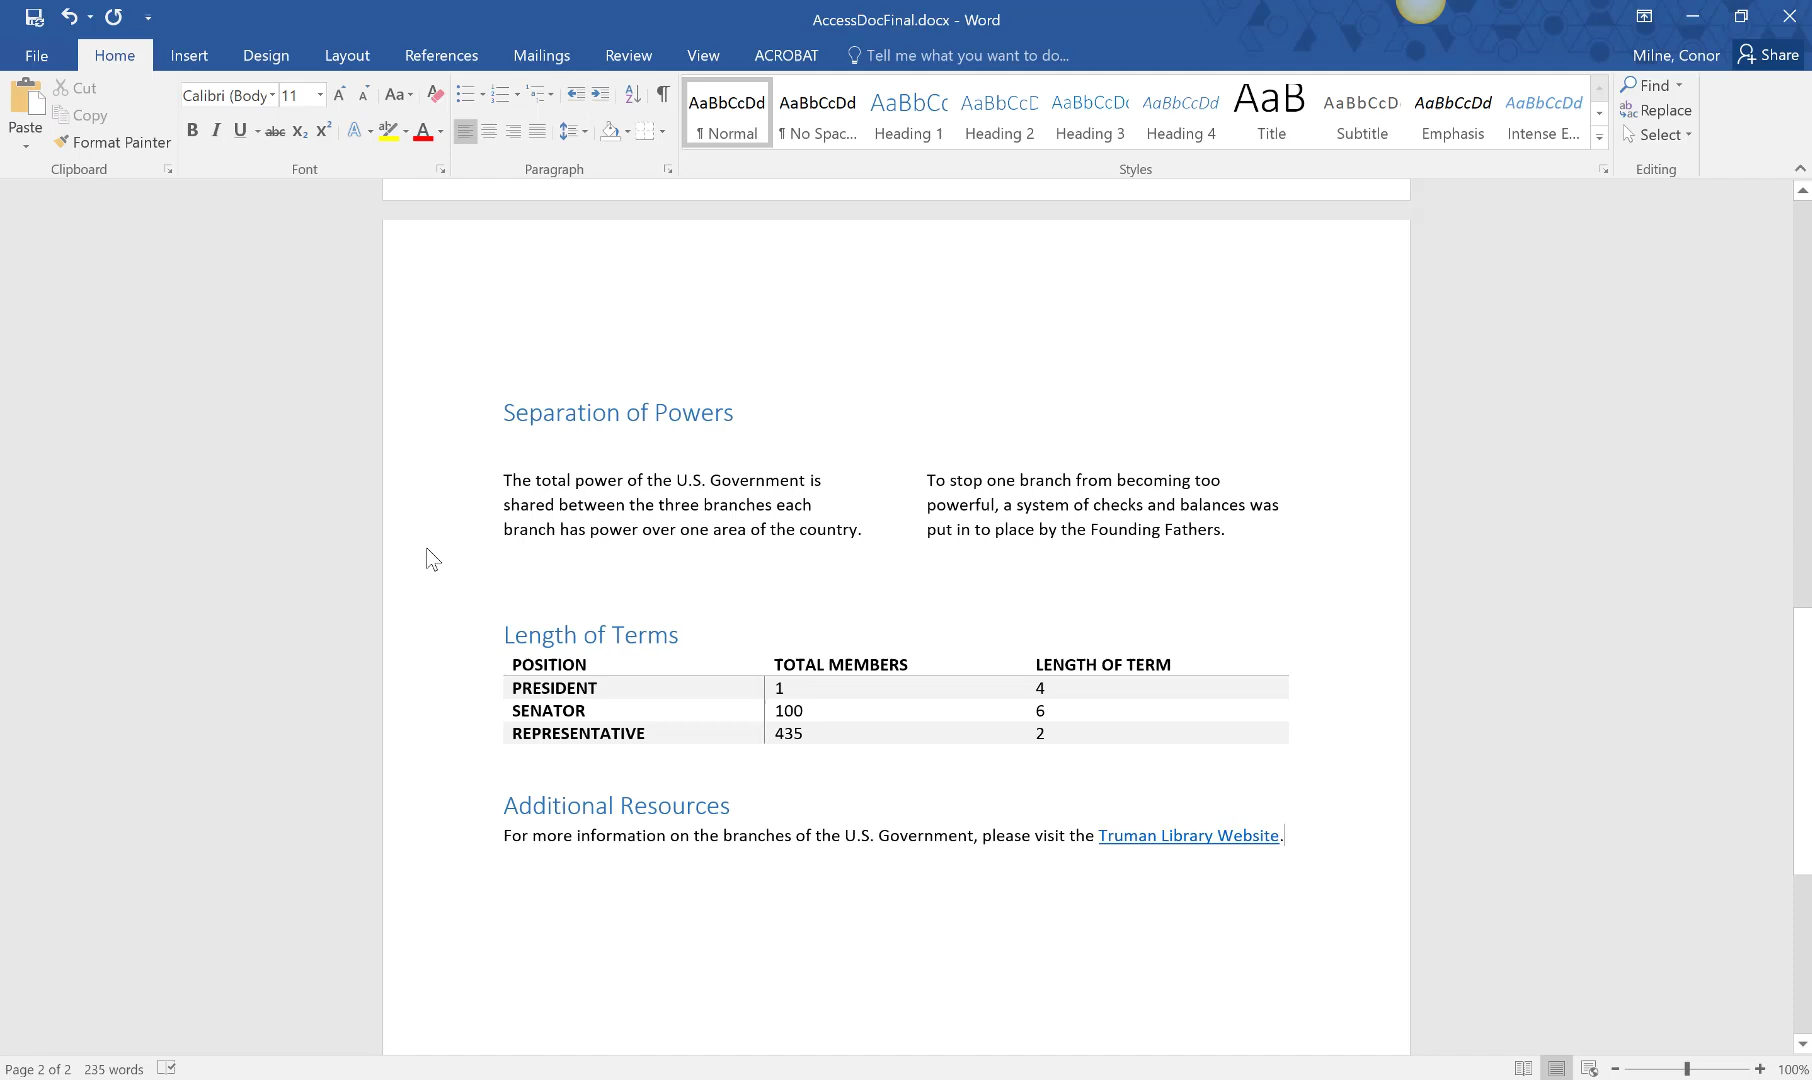 AccessDocFinal.docx - Word
File Home Insert Design Layout References Mailings Review View ACROBAT Tell me what you want to do... Milne, Conor Share
Paste
Cut
Copy
Format Painter
Clipboard
Calibri (Body 11 Aa
B I U abc X₂ X² A A
Font
Paragraph
AaBbCcDd AaBbCcDd AaBbCc AaBbCcD AaBbCcDc AaBbCcDd AaB AaBbCcD AaBbCcDd AaBbCcDd
¶ Normal ¶ No Spac... Heading 1 Heading 2 Heading 3 Heading 4 Title Subtitle Emphasis Intense E...
Styles
Find
Replace
Select
Editing
Separation of Powers
The total power of the U.S. Government is
shared between the three branches each
branch has power over one area of the country.
To stop one branch from becoming too
powerful, a system of checks and balances was
put in to place by the Founding Fathers.
Length of Terms
POSITION TOTAL MEMBERS LENGTH OF TERM
PRESIDENT 1 4
SENATOR 100 6
REPRESENTATIVE 435 2
Additional Resources
For more information on the branches of the U.S. Government, please visit the Truman Library Website.
Page 2 of 2 235 words 100%